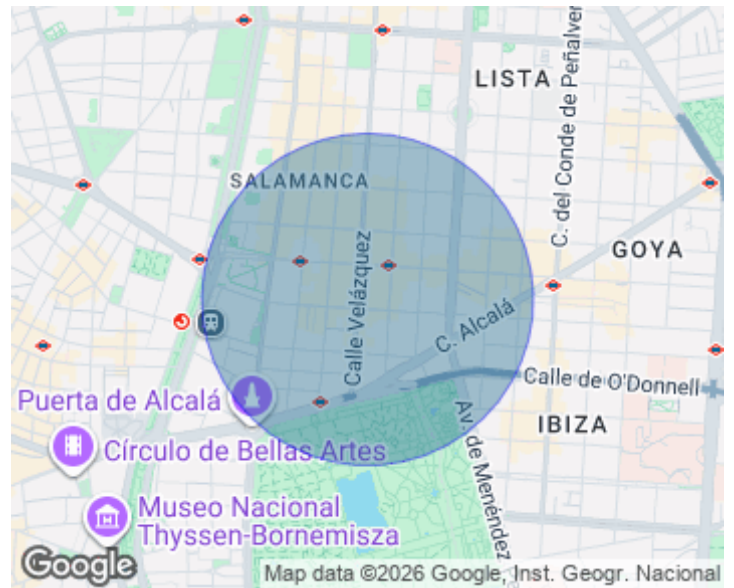 LISTA
SALAMANCA
C. del Conde de Peñalver
GOYA
Calle Velázquez
C. Alcalá
Calle de O'Donnell
Puerta de Alcalá
IBIZA
Av. de Menéndez
Círculo de Bellas Artes
Museo Nacional
Thyssen-Bornemisza
Google
Map data ©2026 Google, Inst. Geogr. Nacional